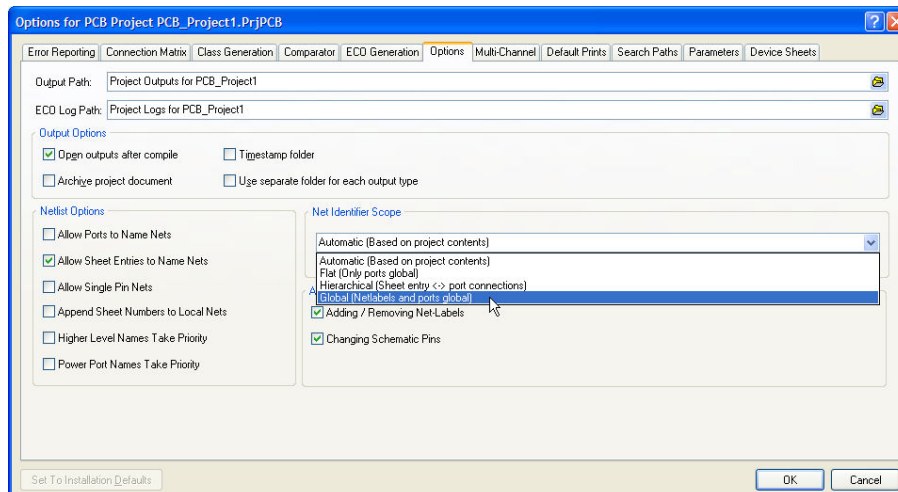 Options for PCB Project PCB_Project1.PrjPCB
Error Reporting Connection Matrix Class Generation Comparator ECO Generation Options Multi-Channel Default Prints Search Paths Parameters Device Sheets
Output Path: Project Outputs for PCB_Project1
ECO Log Path: Project Logs for PCB_Project1
Output Options
Open outputs after compile Timestamp folder
Archive project document Use separate folder for each output type
Netlist Options
Allow Ports to Name Nets
Allow Sheet Entries to Name Nets
Allow Single Pin Nets
Append Sheet Numbers to Local Nets
Higher Level Names Take Priority
Power Port Names Take Priority
Net Identifier Scope
Automatic (Based on project contents)
Automatic (Based on project contents)
Flat (Only ports global)
Hierarchical (Sheet entry <-> port connections)
Global (Netlabels and ports global)
Adding / Removing Net-Labels
Changing Schematic Pins
Set To Installation Defaults OK Cancel